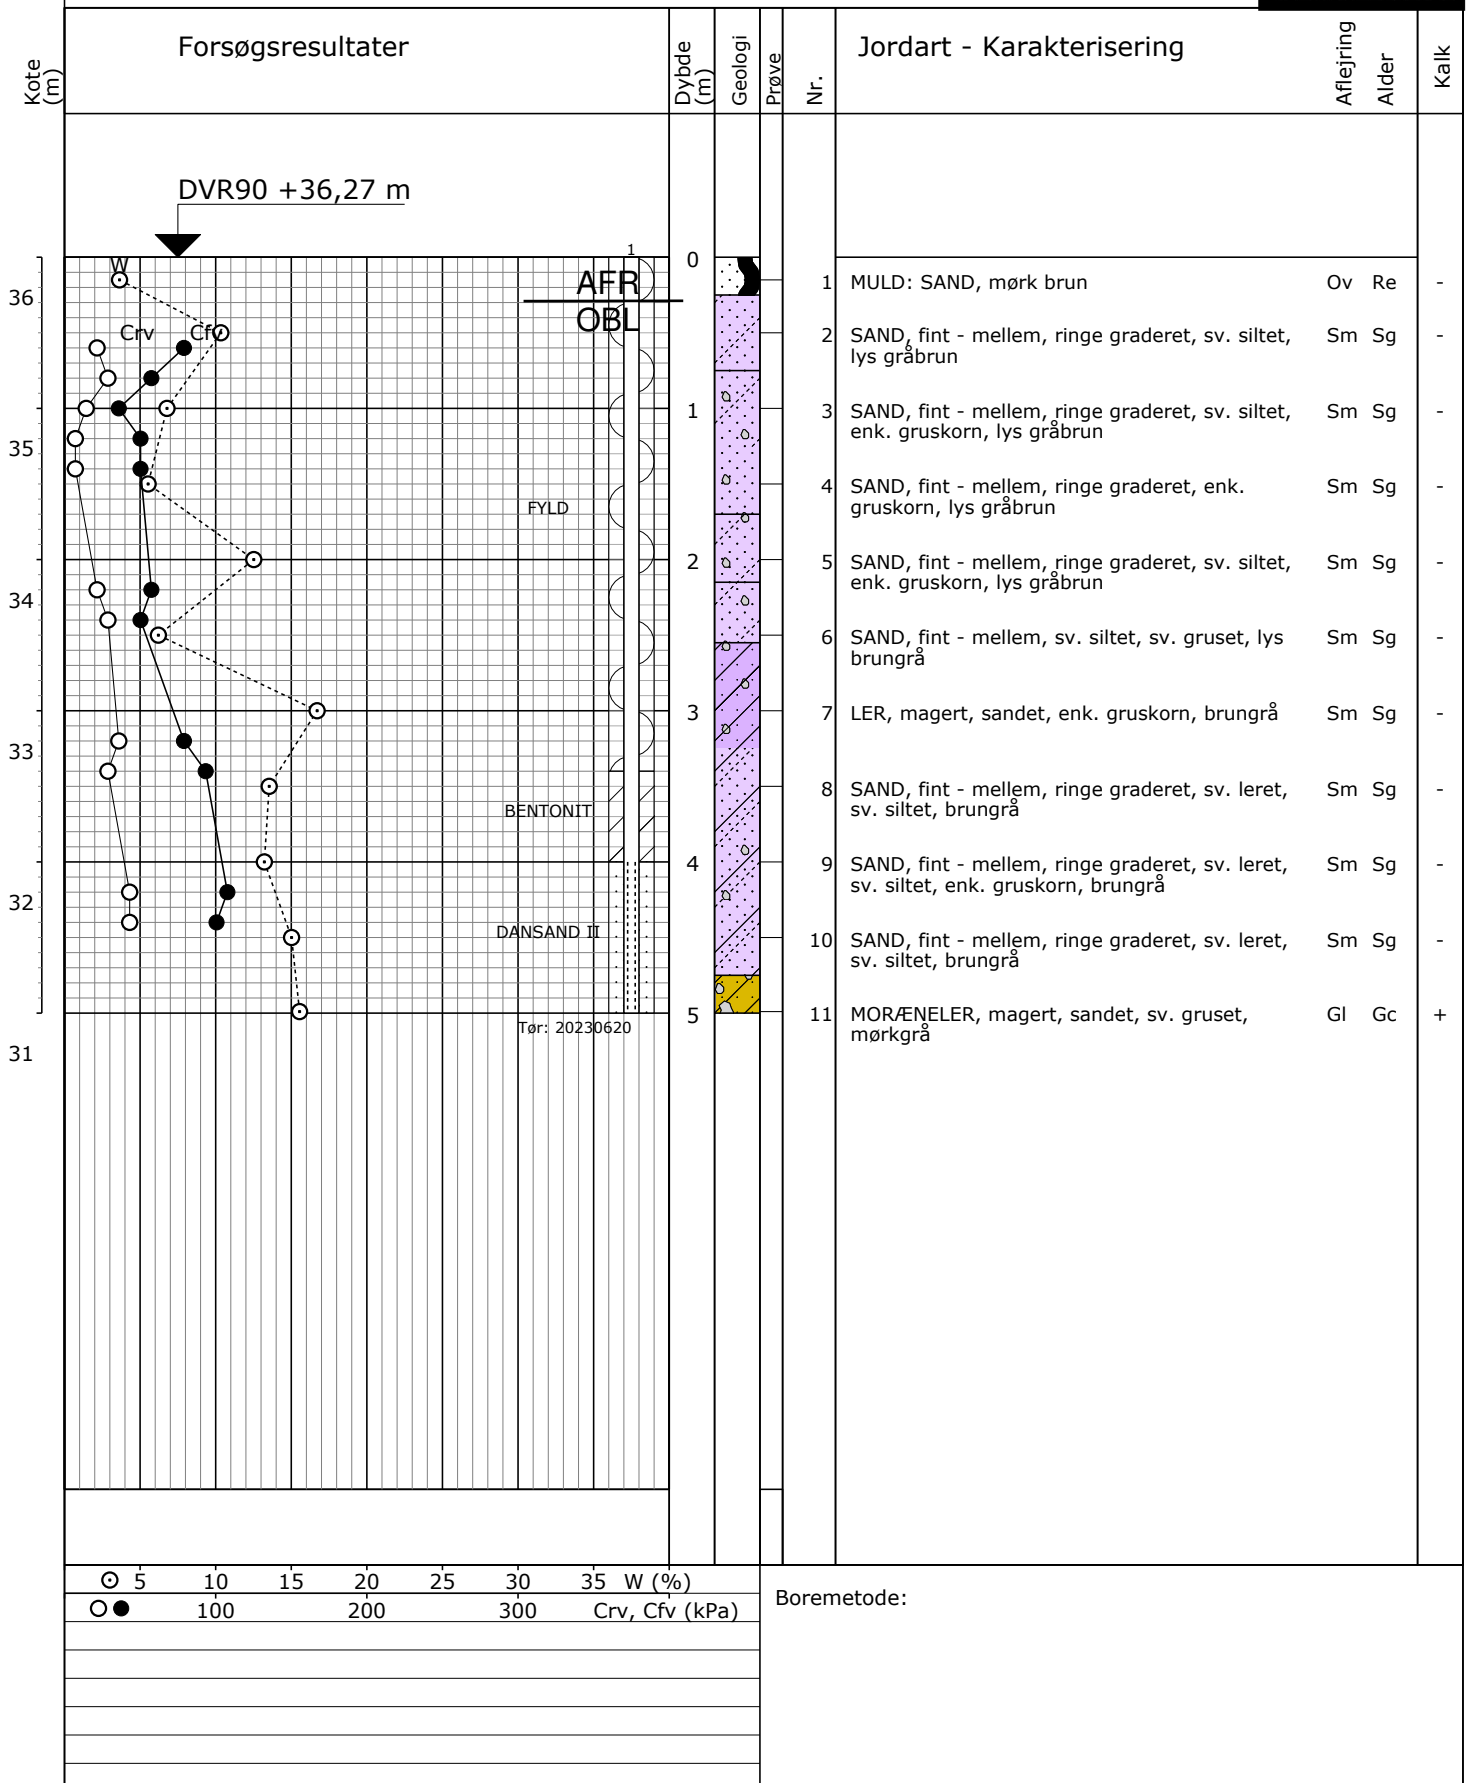 Kote (m)
Forsøgsresultater
Dybde (m)
Geologi
Prøve
Nr.
Jordart - Karakterisering
Aflejring
Alder
Kalk
DVR90 +36,27 m
W
1
0
AFR
36
1 MULD: SAND, mørk brun Ov Re -
OBL
Crv Cfv
2 SAND, fint - mellem, ringe graderet, sv. siltet, Sm Sg -
lys gråbrun
1
3 SAND, fint - mellem, ringe graderet, sv. siltet, Sm Sg -
enk. gruskorn, lys gråbrun
35
4 SAND, fint - mellem, ringe graderet, enk. Sm Sg -
gruskorn, lys gråbrun
FYLD
2
5 SAND, fint - mellem, ringe graderet, sv. siltet, Sm Sg -
enk. gruskorn, lys gråbrun
34
6 SAND, fint - mellem, sv. siltet, sv. gruset, lys Sm Sg -
brungrå
3
7 LER, magert, sandet, enk. gruskorn, brungrå Sm Sg -
33
8 SAND, fint - mellem, ringe graderet, sv. leret, Sm Sg -
sv. siltet, brungrå
BENTONIT
4
9 SAND, fint - mellem, ringe graderet, sv. leret, Sm Sg -
sv. siltet, enk. gruskorn, brungrå
32
DANSAND II
10 SAND, fint - mellem, ringe graderet, sv. leret, Sm Sg -
sv. siltet, brungrå
5
11 MORÆNELER, magert, sandet, sv. gruset, Gl Gc +
mørkgrå
Tør: 20230620
31
5 10 15 20 25 30 35 W (%)
100 200 300 Crv, Cfv (kPa)
Boremetode: